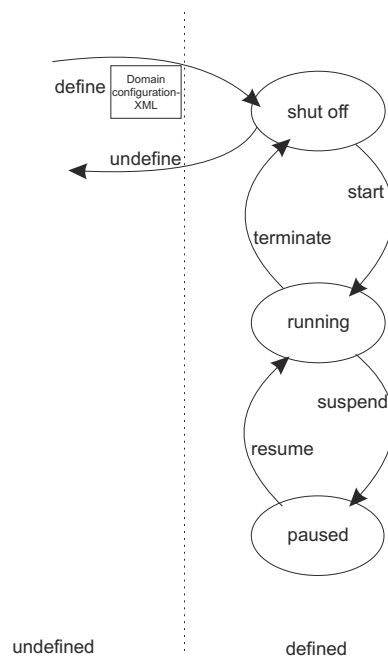 Domain
configuration-
XML
define
shut off
undefine
start
terminate
running
suspend
resume
paused
undefined
defined